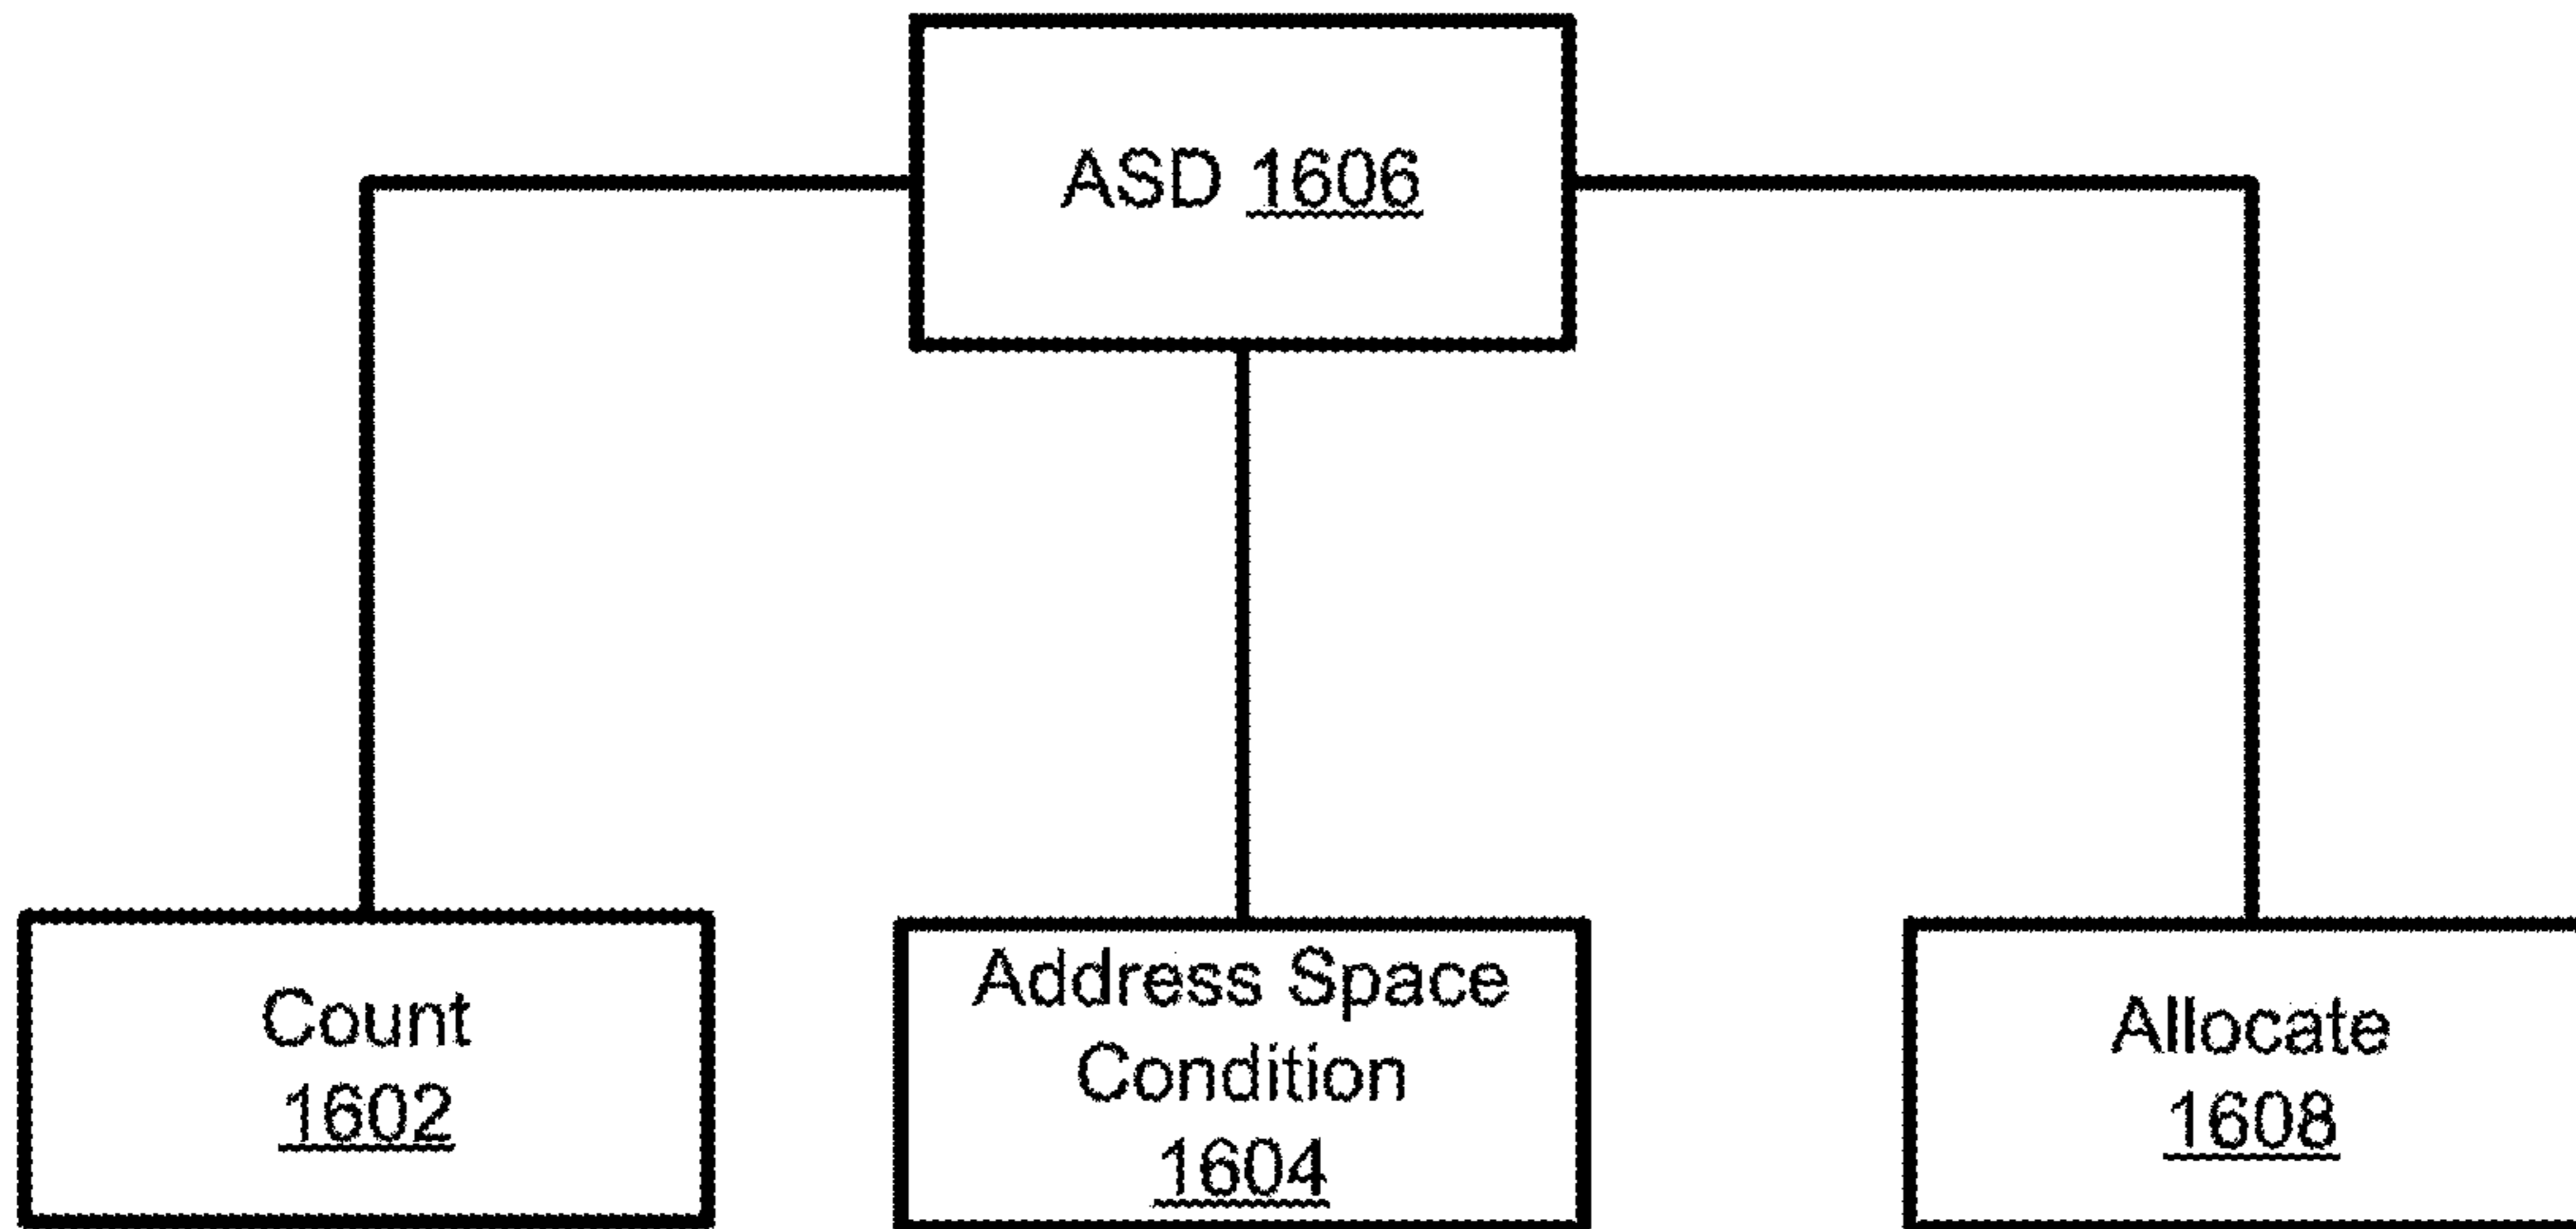 ASD 1606
Count
1602
Address Space
Condition
1604
Allocate
1608